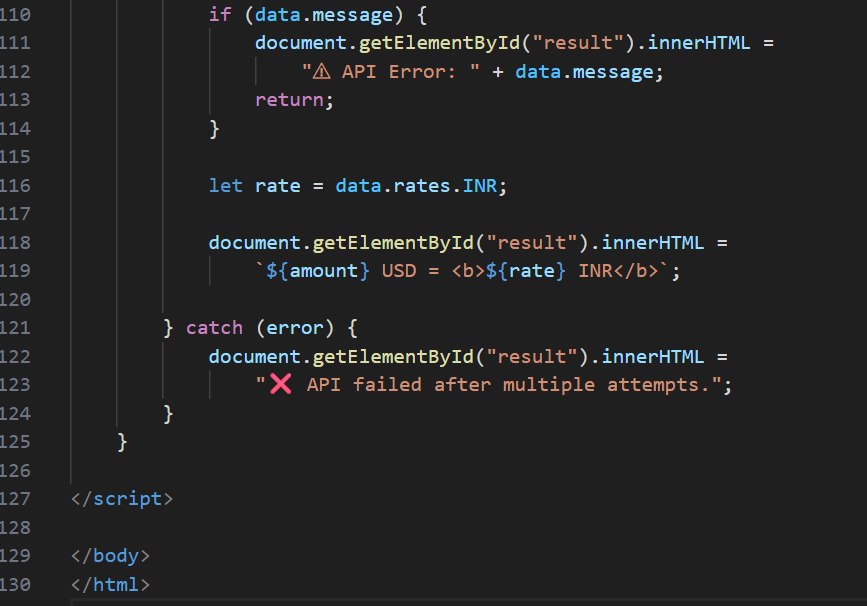 110 if (data.message) {
111 document.getElementById("result").innerHTML =
112 "⚠ API Error: " + data.message;
113 return;
114 }
115
116 let rate = data.rates.INR;
117
118 document.getElementById("result").innerHTML =
119 `${amount} USD = <b>${rate} INR</b>`;
120
121 } catch (error) {
122 document.getElementById("result").innerHTML =
123 "❌ API failed after multiple attempts.";
124 }
125 }
126
127 </script>
128
129 </body>
130 </html>